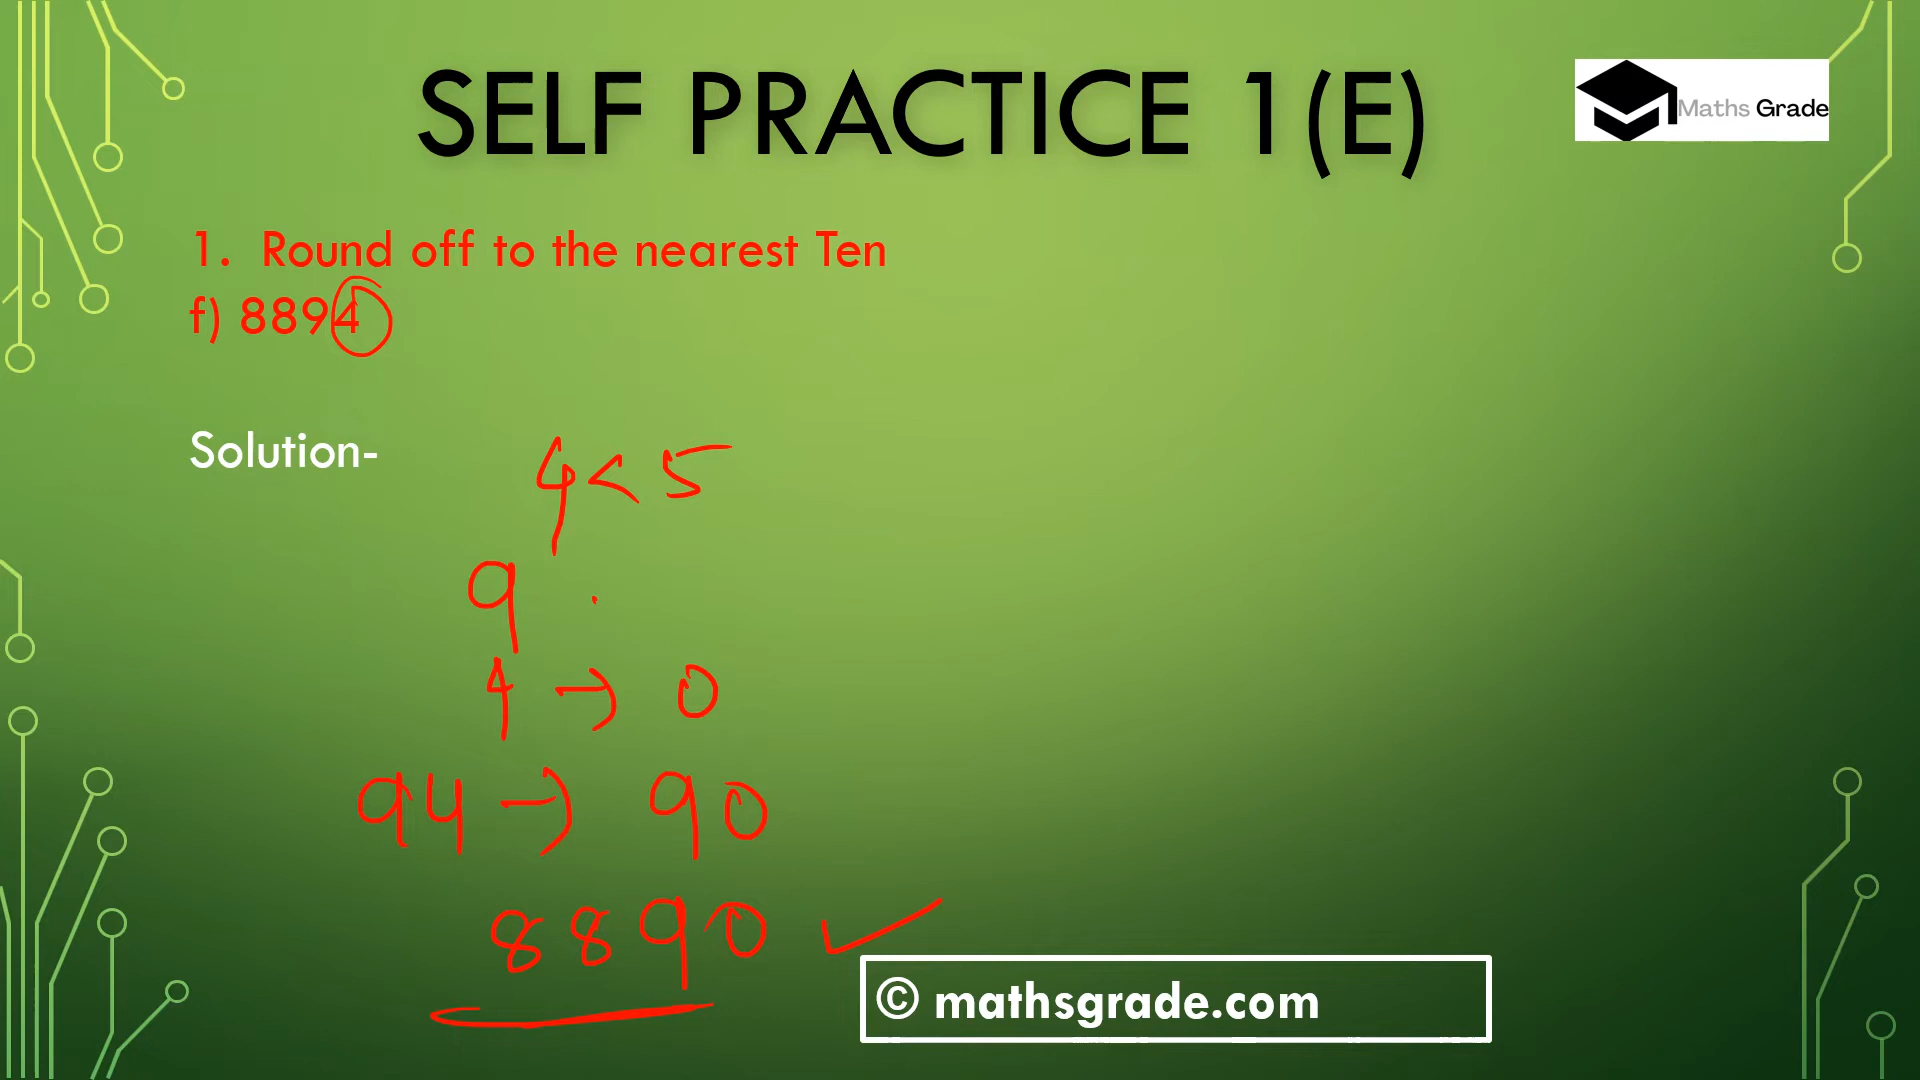 SELF PRACTICE 1(E)
Maths Grade
1. Round off to the nearest Ten
f) 8894
Solution-
4 < 5
9 .
4 → 0
94 → 90
8890 ✓
© mathsgrade.com